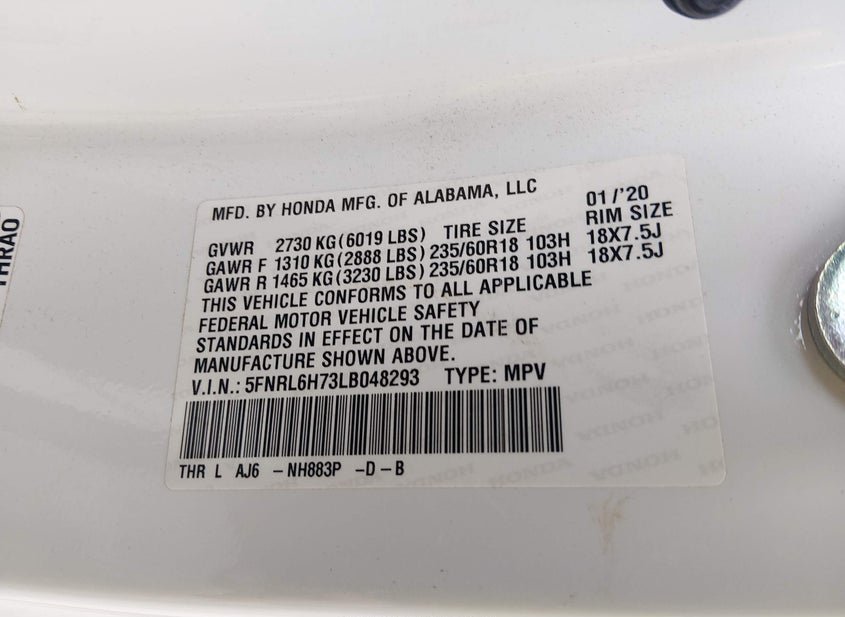 MFD. BY HONDA MFG. OF ALABAMA, LLC 01/'20
GVWR 2730 KG (6019 LBS) TIRE SIZE RIM SIZE
GAWR F 1310 KG (2888 LBS) 235/60R18 103H 18X7.5J
GAWR R 1465 KG (3230 LBS) 235/60R18 103H 18X7.5J
THIS VEHICLE CONFORMS TO ALL APPLICABLE
FEDERAL MOTOR VEHICLE SAFETY
STANDARDS IN EFFECT ON THE DATE OF
MANUFACTURE SHOWN ABOVE.
V.I.N.: 5FNRL6H73LB048293 TYPE: MPV
THR L AJ6 -NH883P -D-B
THRA0